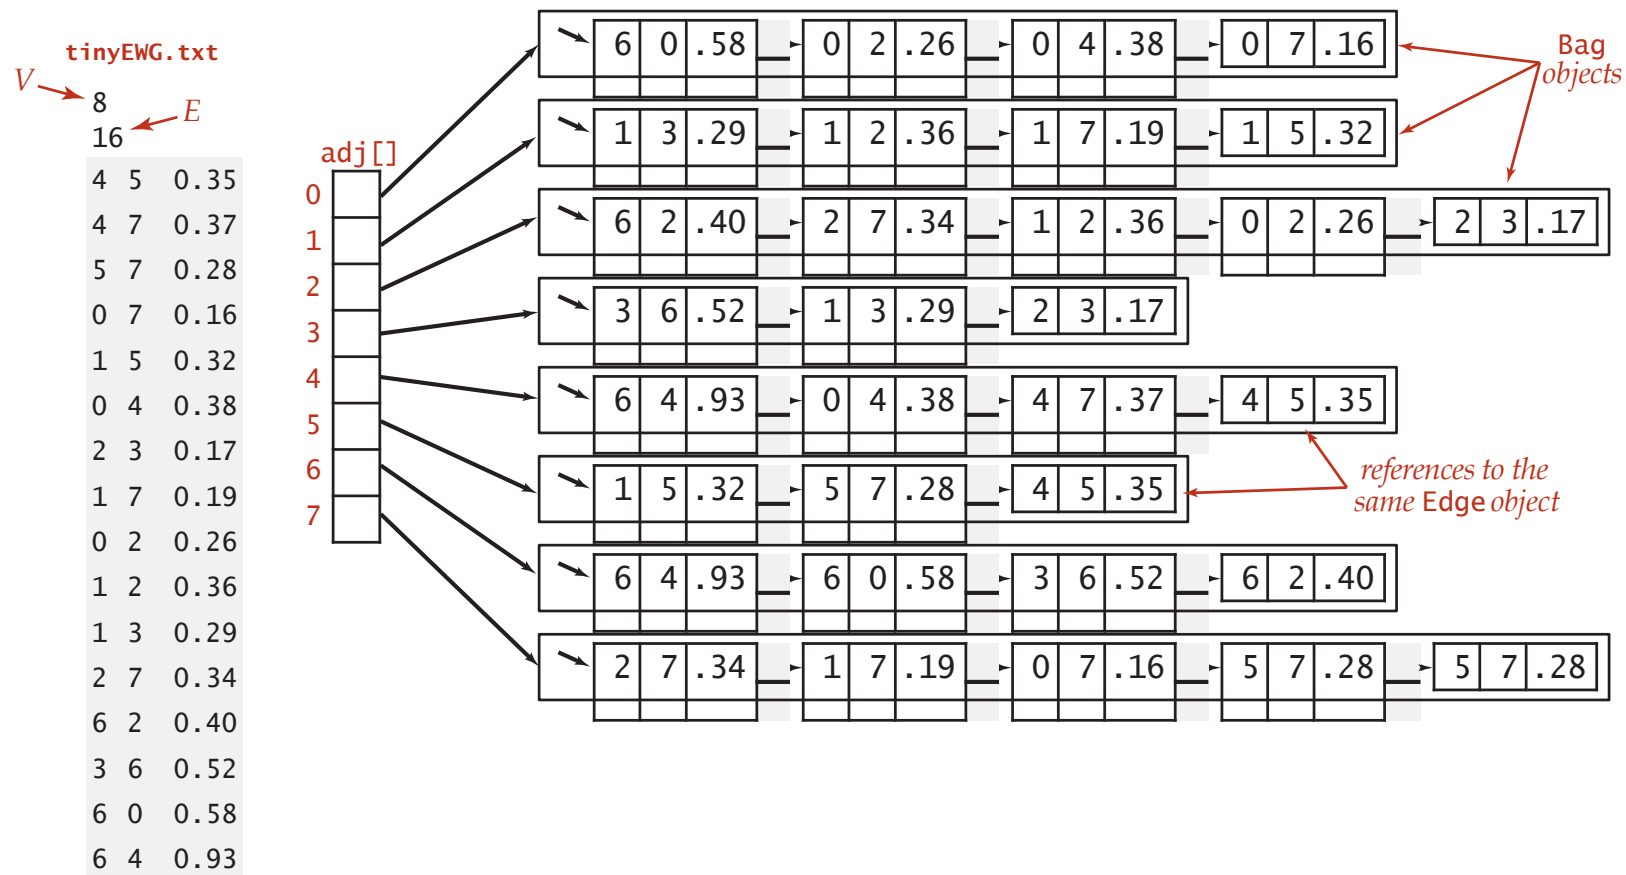 tinyEWG.txt
V
8
E
16
4 5 0.35
4 7 0.37
5 7 0.28
0 7 0.16
1 5 0.32
0 4 0.38
2 3 0.17
1 7 0.19
0 2 0.26
1 2 0.36
1 3 0.29
2 7 0.34
6 2 0.40
3 6 0.52
6 0 0.58
6 4 0.93
adj[]
0
1
2
3
4
5
6
7
6 0 .58 0 2 .26 0 4 .38 0 7 .16
1 3 .29 1 2 .36 1 7 .19 1 5 .32
6 2 .40 2 7 .34 1 2 .36 0 2 .26 2 3 .17
3 6 .52 1 3 .29 2 3 .17
6 4 .93 0 4 .38 4 7 .37 4 5 .35
1 5 .32 5 7 .28 4 5 .35
6 4 .93 6 0 .58 3 6 .52 6 2 .40
2 7 .34 1 7 .19 0 7 .16 5 7 .28 5 7 .28
Bag
objects
references to the
same Edge object